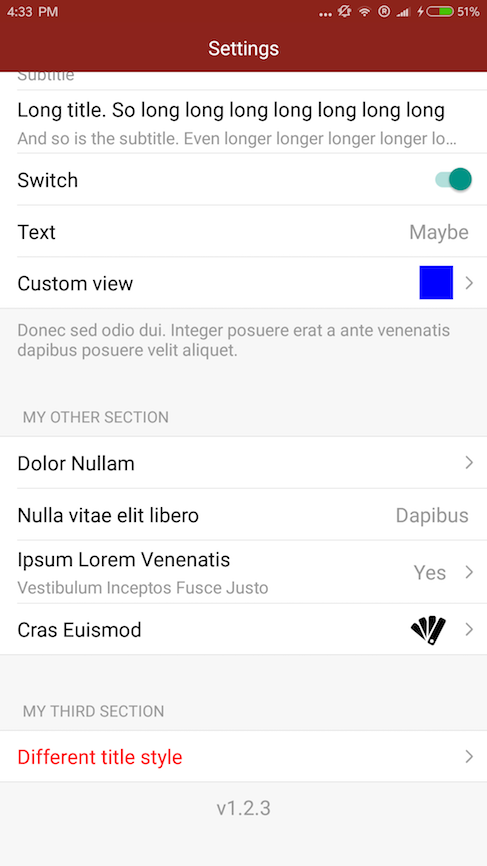 4:33 PM
51%
Settings
Subtitle
Long title. So long long long long long long long
And so is the subtitle. Even longer longer longer longer lo...
Switch
Text
Maybe
Custom view
Donec sed odio dui. Integer posuere erat a ante venenatis
dapibus posuere velit aliquet.
MY OTHER SECTION
Dolor Nullam
Nulla vitae elit libero
Dapibus
Ipsum Lorem Venenatis
Vestibulum Inceptos Fusce Justo
Yes
Cras Euismod
MY THIRD SECTION
Different title style
v1.2.3